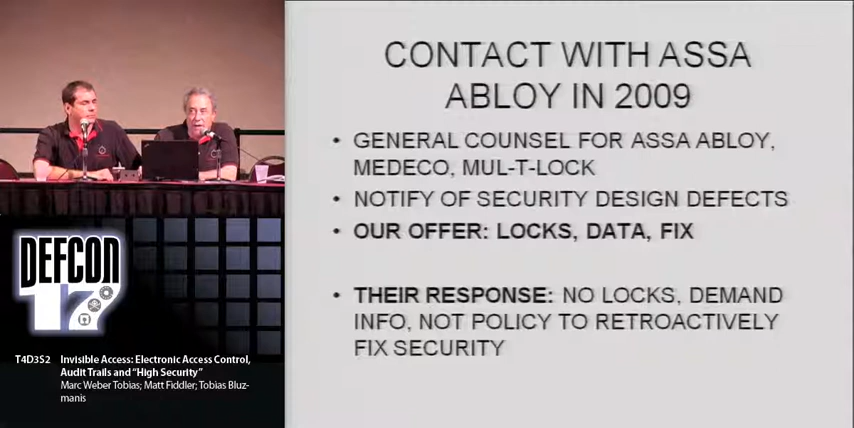 CONTACT WITH ASSA
ABLOY IN 2009
• GENERAL COUNSEL FOR ASSA ABLOY,
MEDECO, MUL-T-LOCK
• NOTIFY OF SECURITY DESIGN DEFECTS
• OUR OFFER: LOCKS, DATA, FIX
• THEIR RESPONSE: NO LOCKS, DEMAND
INFO, NOT POLICY TO RETROACTIVELY
FIX SECURITY
DEFCON
17
T4D3S2 Invisible Access: Electronic Access Control,
Audit Trails and “High Security”
Marc Weber Tobias; Matt Fiddler; Tobias Bluz-
manis